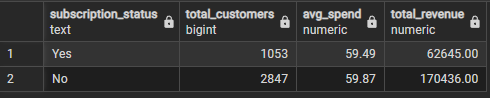 subscription_status total_customers avg_spend total_revenue
text bigint numeric numeric
1 Yes 1053 59.49 62645.00
2 No 2847 59.87 170436.00